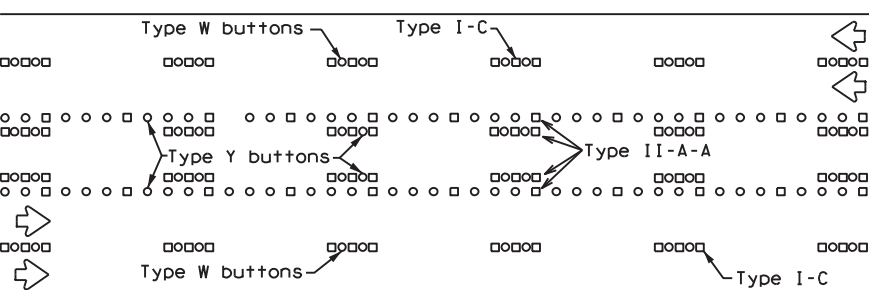 Type W buttons
Type I-C
Type Y buttons
Type II-A-A
Type W buttons
Type I-C